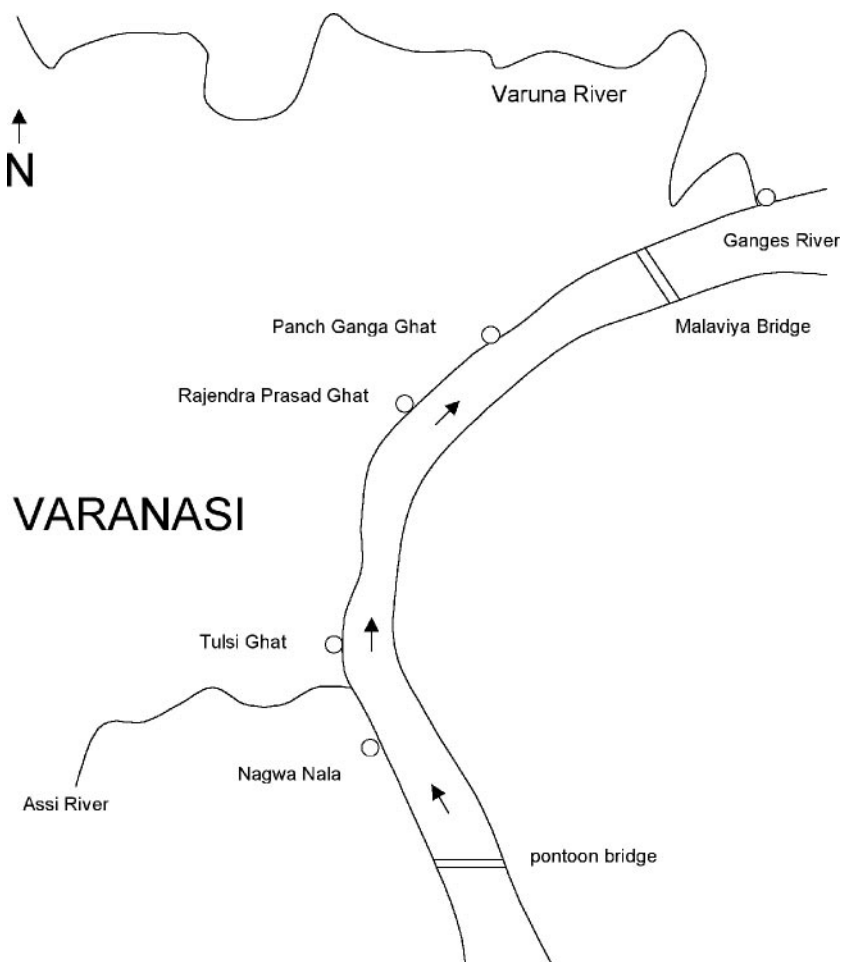 Varuna River
N
Ganges River
Panch Ganga Ghat
Malaviya Bridge
Rajendra Prasad Ghat
VARANASI
Tulsi Ghat
Nagwa Nala
Assi River
pontoon bridge